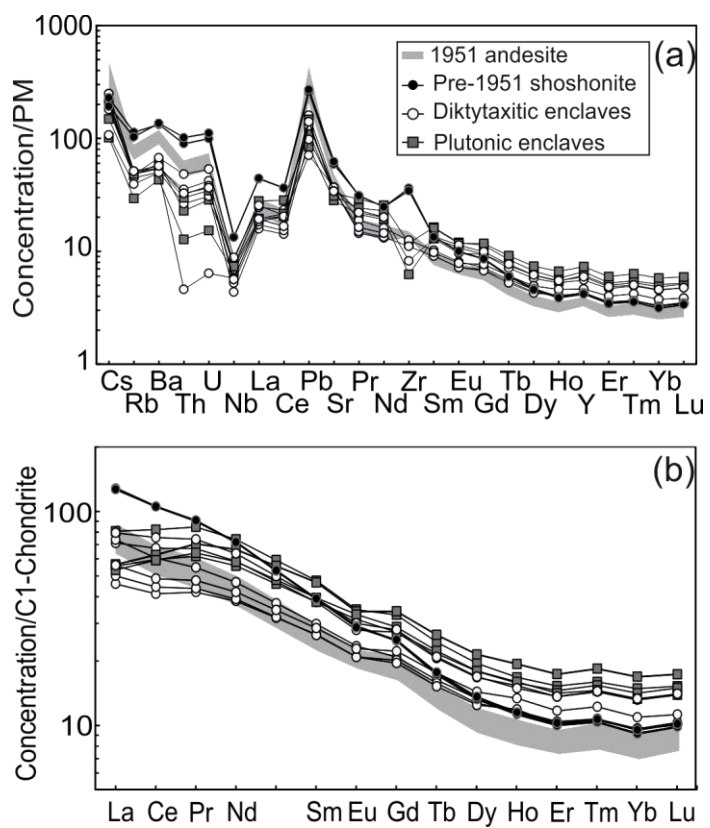 1000
100
10
1
Concentration/PM
(a)
1951 andesite
Pre-1951 shoshonite
Diktytaxitic enclaves
Plutonic enclaves
Cs Ba U La Pb Pr Zr Eu Tb Ho Er Yb
Rb Th Nb Ce Sr Nd Sm Gd Dy Y Tm Lu
(b)
100
10
Concentration/C1-Chondrite
La Ce Pr Nd Sm Eu Gd Tb Dy Ho Er Tm Yb Lu